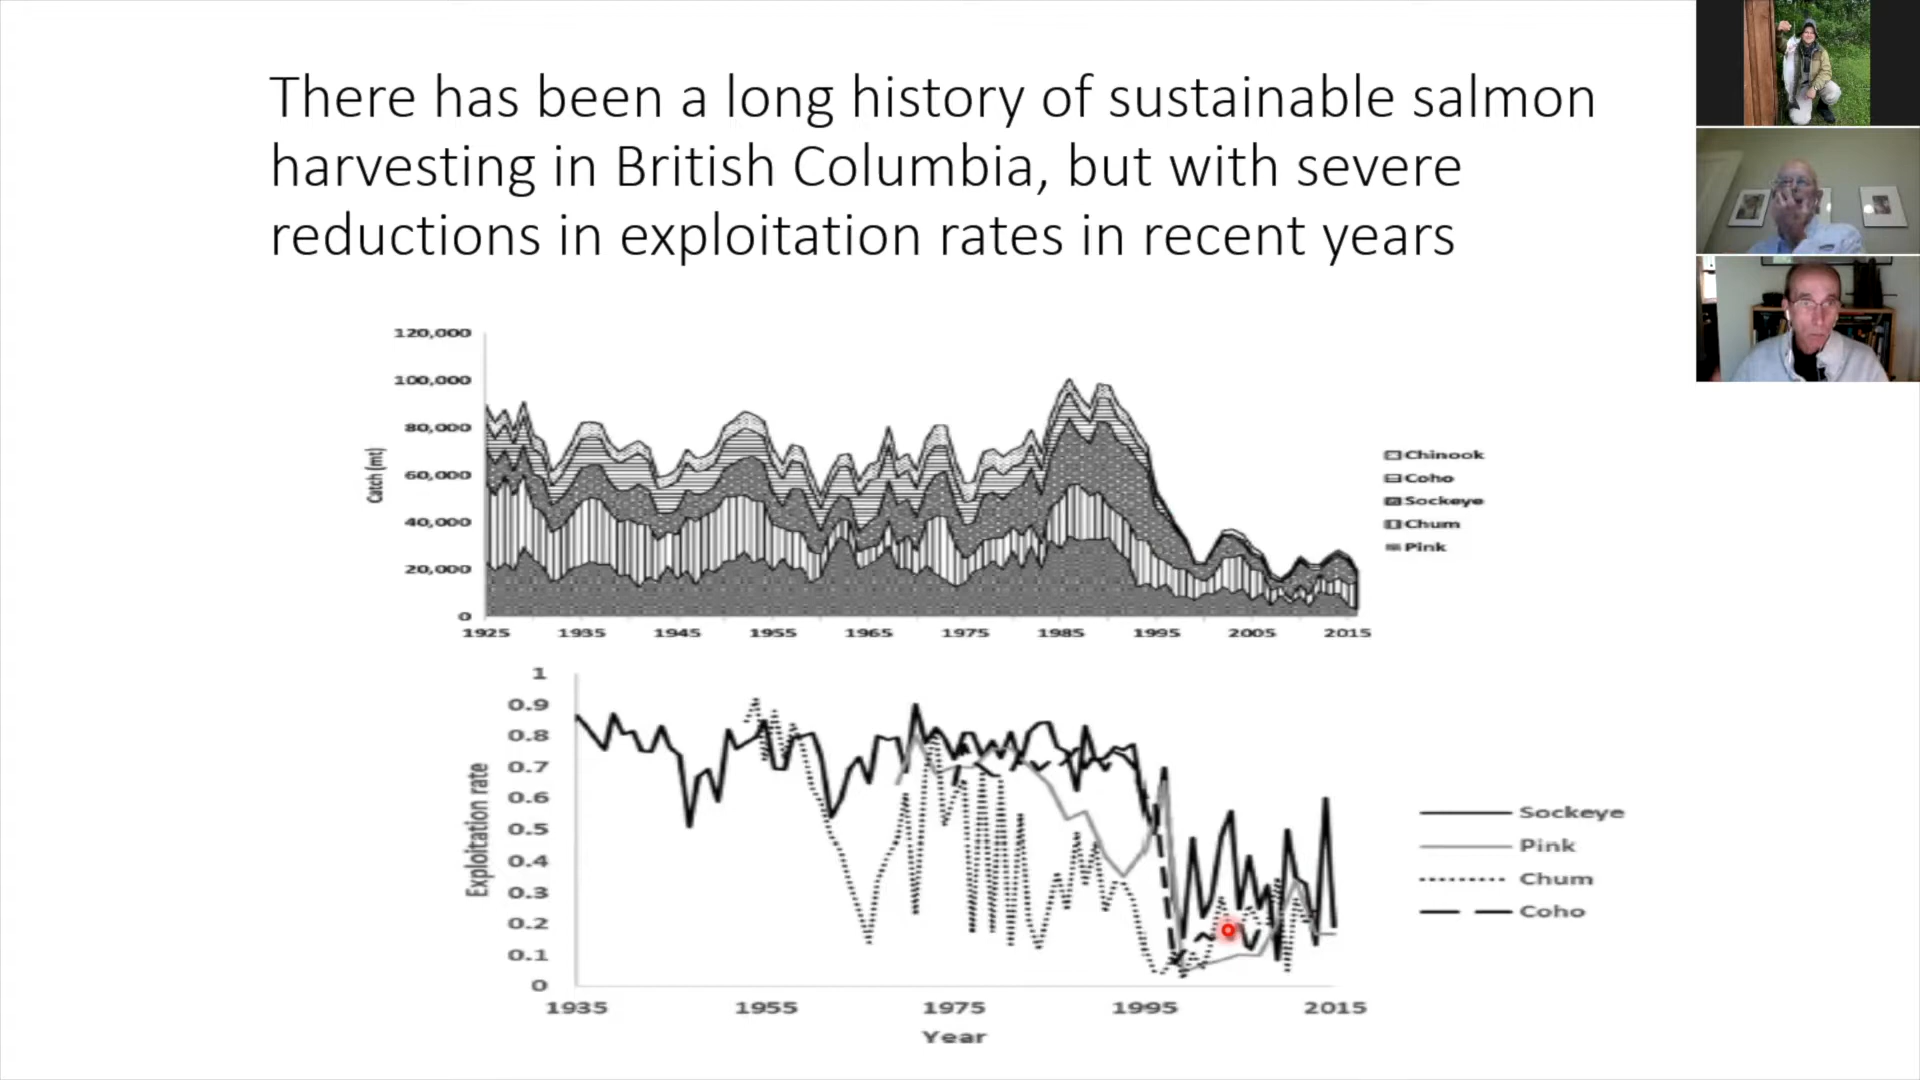 There has been a long history of sustainable salmon
harvesting in British Columbia, but with severe
reductions in exploitation rates in recent years
120,000
100,000
80,000
60,000
40,000
20,000
0
Catch (mt)
1925 1935 1945 1955 1965 1975 1985 1995 2005 2015
Chinook
Coho
Sockeye
Chum
Pink
1
0.9
0.8
0.7
0.6
0.5
0.4
0.3
0.2
0.1
0
Exploitation rate
1935 1955 1975 1995 2015
Year
Sockeye
Pink
Chum
Coho